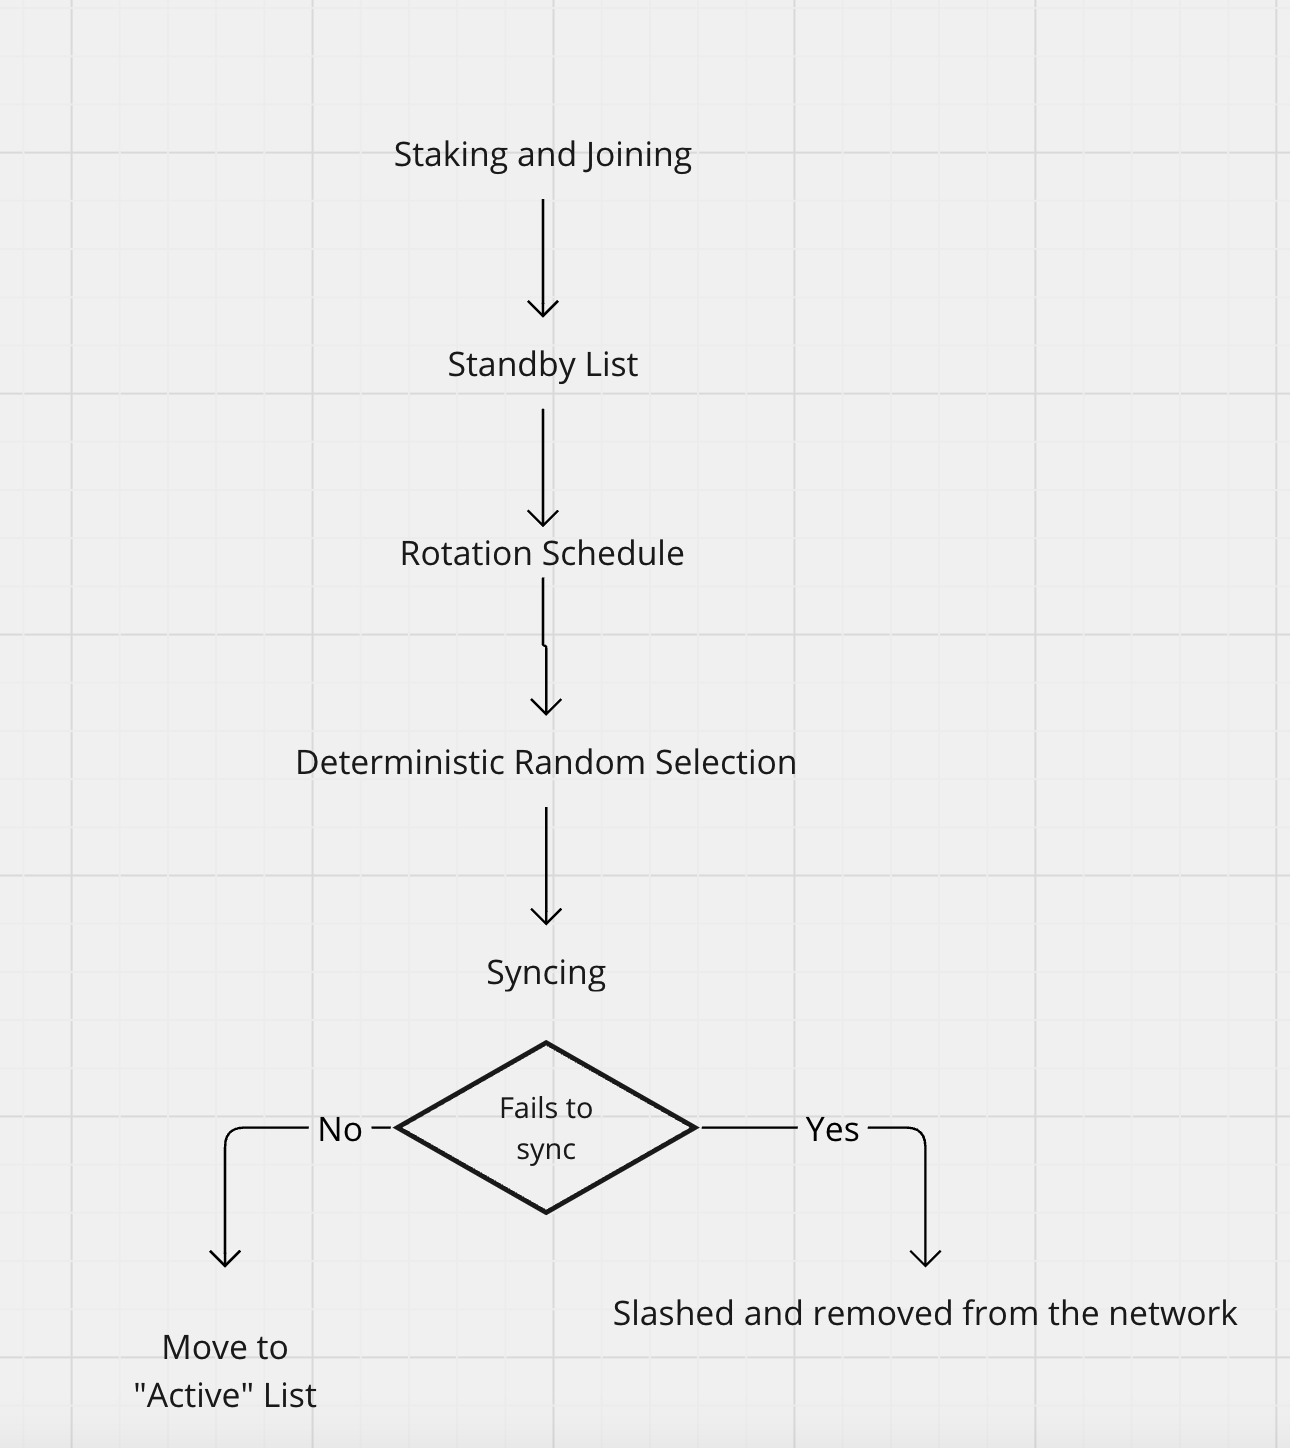 Staking and Joining
Standby List
Rotation Schedule
Deterministic Random Selection
Syncing
Fails to
sync
No
Yes
Slashed and removed from the network
Move to
"Active" List